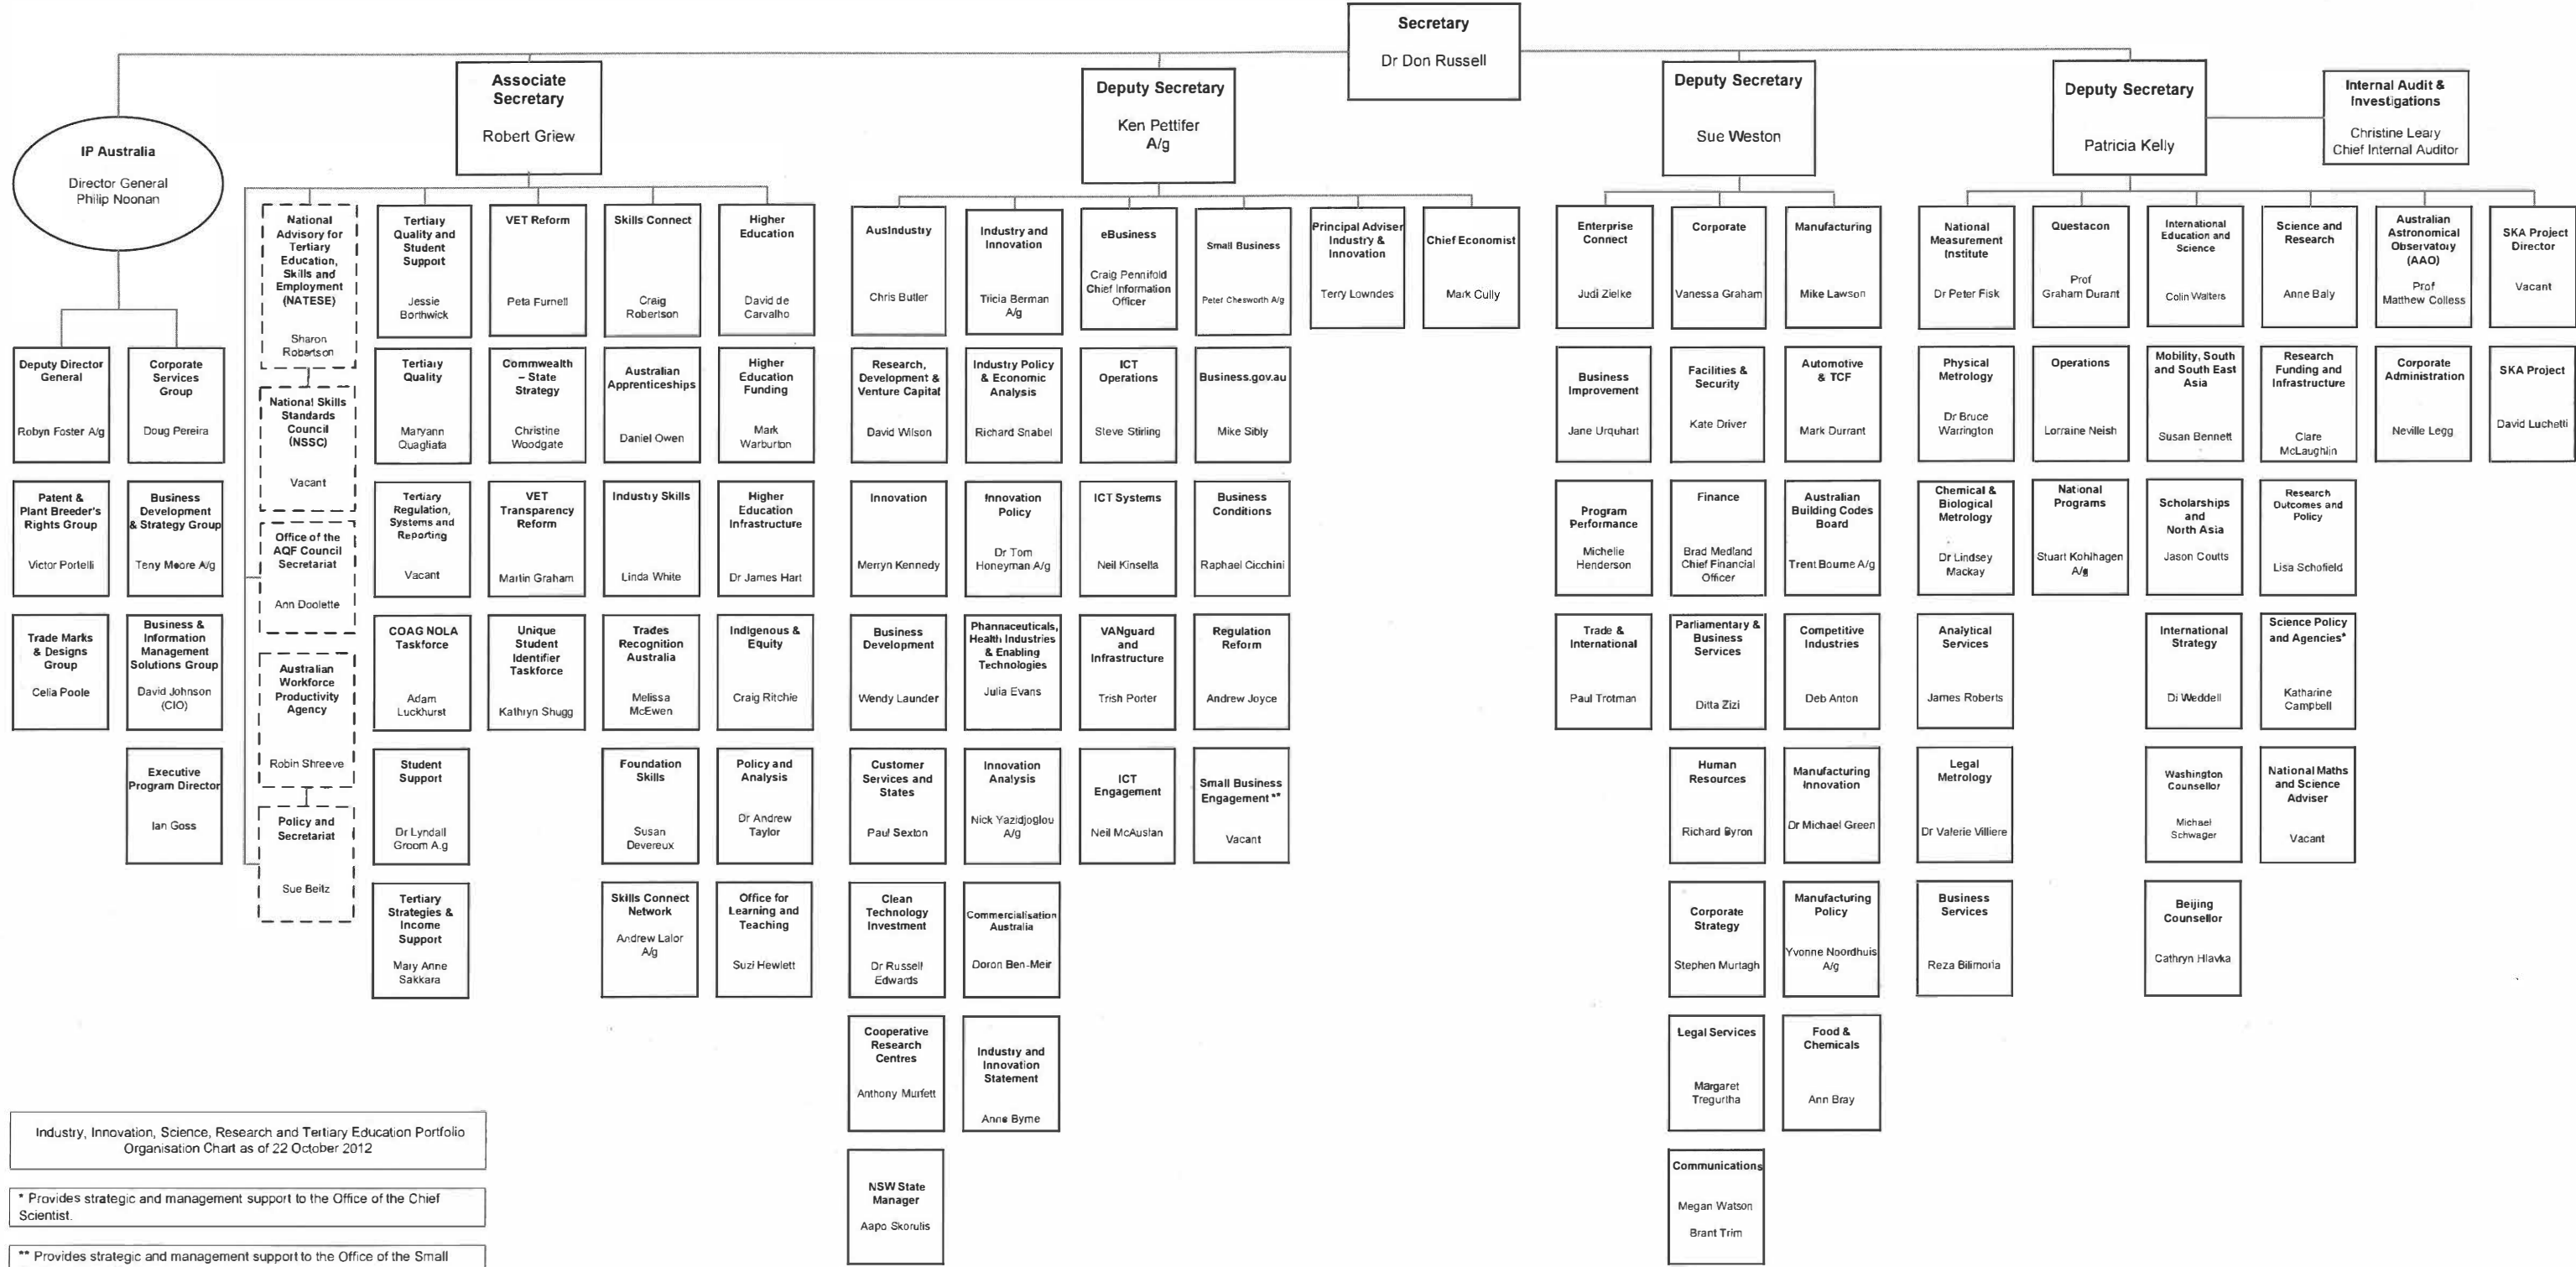 Secretary
Dr Don Russell
IP Australia
Director General
Philip Noonan
Associate
Secretary
Robert Griew
Deputy Secretary
Ken Pettifer
A/g
Deputy Secretary
Sue Weston
Deputy Secretary
Patricia Kelly
Internal Audit &
Investigations
Christine Leary
Chief Internal Auditor
Deputy Director
General
Robyn Foster A/g
Patent &
Plant Breeder's
Rights Group
Victor Portelli
Trade Marks
& Designs
Group
Celia Poole
Corporate
Services
Group
Doug Pereira
Business
Development
& Strategy Group
Terry Moore A/g
Business &
Information
Management
Solutions Group
David Johnson
(CIO)
Executive
Program Director
Ian Goss
National
Advisory for
Tertiary
Education,
Skills and
Employment
(NATESE)
Sharon
Robertson
National Skills
Standards
Council
(NSSC)
Vacant
Office of the
AQF Council
Secretariat
Ann Doolette
Australian
Workforce
Productivity
Agency
Robin Shreeve
Policy and
Secretariat
Sue Beitz
Tertiary
Quality and
Student
Support
Jessie
Borthwick
Tertiary
Quality
Maryann
Quagliata
Tertiary
Regulation,
Systems and
Reporting
Vacant
COAG NOLA
Taskforce
Adam
Luckhurst
Student
Support
Dr Lyndall
Groom A.g
Tertiary
Strategies &
Income
Support
Mary Anne
Sakkara
VET Reform
Peta Furnell
Commwealth
– State
Strategy
Christine
Woodgate
VET
Transparency
Reform
Martin Graham
Unique
Student
Identifier
Taskforce
Kathryn Shugg
Skills Connect
Craig
Robertson
Australian
Apprenticeships
Daniel Owen
Industry Skills
Linda White
Trades
Recognition
Australia
Melissa
McEwen
Foundation
Skills
Susan
Devereux
Skills Connect
Network
Andrew Lalor
A/g
Higher
Education
David de
Carvalho
Higher
Education
Funding
Mark
Warburton
Higher
Education
Infrastructure
Dr James Hart
Indigenous &
Equity
Craig Ritchie
Policy and
Analysis
Dr Andrew
Taylor
Office for
Learning and
Teaching
Suzi Hewlett
AusIndustry
Chris Butler
Research,
Development &
Venture Capital
David Wilson
Innovation
Merryn Kennedy
Business
Development
Wendy Launder
Customer
Services and
States
Paul Sexton
Clean
Technology
Investment
Dr Russell
Edwards
Cooperative
Research
Centres
Anthony Murfett
NSW State
Manager
Aapo Skorulis
Industry and
Innovation
Tricia Berman
A/g
Industry Policy
& Economic
Analysis
Richard Snabel
Innovation
Policy
Dr Tom
Honeyman A/g
Pharmaceuticals,
Health Industries
& Enabling
Technologies
Julia Evans
Innovation
Analysis
Nick Yazidjoglou
A/g
Commercialisation
Australia
Doron Ben-Meir
Industry and
Innovation
Statement
Anne Byrne
eBusiness
Craig Pennifold
Chief Information
Officer
ICT
Operations
Steve Stirling
ICT Systems
Neil Kinsella
VANguard
and
Infrastructure
Trish Porter
ICT
Engagement
Neil McAuslan
Small Business
Peter Chesworth A/g
Business.gov.au
Mike Sibly
Business
Conditions
Raphael Cicchini
Regulation
Reform
Andrew Joyce
Small Business
Engagement **
Vacant
Principal Adviser
Industry &
Innovation
Terry Lowndes
Chief Economist
Mark Cully
Enterprise
Connect
Judi Zielke
Business
Improvement
Jane Urquhart
Program
Performance
Michelle
Henderson
Trade &
International
Paul Trotman
Corporate
Vanessa Graham
Facilities &
Security
Kate Driver
Finance
Brad Medland
Chief Financial
Officer
Parliamentary &
Business
Services
Ditta Zizi
Human
Resources
Richard Byron
Corporate
Strategy
Stephen Murtagh
Legal Services
Margaret
Tregurtha
Communications
Megan Watson
Brant Trim
Manufacturing
Mike Lawson
Automotive
& TCF
Mark Durrant
Australian
Building Codes
Board
Trent Bourne A/g
Competitive
Industries
Deb Anton
Manufacturing
Innovation
Dr Michael Green
Manufacturing
Policy
Yvonne Noordhuis
A/g
Food &
Chemicals
Ann Bray
National
Measurement
Institute
Dr Peter Fisk
Physical
Metrology
Dr Bruce
Warrington
Chemical &
Biological
Metrology
Dr Lindsey
Mackay
Analytical
Services
James Roberts
Legal
Metrology
Dr Valerie Villiere
Business
Services
Reza Bilimoria
Questacon
Prof
Graham Durant
Operations
Lorraine Neish
National
Programs
Stuart Kohlhagen
A/g
International
Education and
Science
Colin Walters
Mobility, South
and South East
Asia
Susan Bennett
Scholarships
and
North Asia
Jason Coutts
International
Strategy
Di Weddell
Washington
Counsellor
Michael
Schwager
Beijing
Counsellor
Cathryn Hlavka
Science and
Research
Anne Baly
Research
Funding and
Infrastructure
Clare
McLaughlin
Research
Outcomes and
Policy
Lisa Schofield
Science Policy
and Agencies*
Katharine
Campbell
National Maths
and Science
Adviser
Vacant
Australian
Astronomical
Observatory
(AAO)
Prof
Matthew Colless
Corporate
Administration
Neville Legg
SKA Project
Director
Vacant
SKA Project
David Luchetti
Industry, Innovation, Science, Research and Tertiary Education Portfolio
Organisation Chart as of 22 October 2012
* Provides strategic and management support to the Office of the Chief
Scientist.
** Provides strategic and management support to the Office of the Small